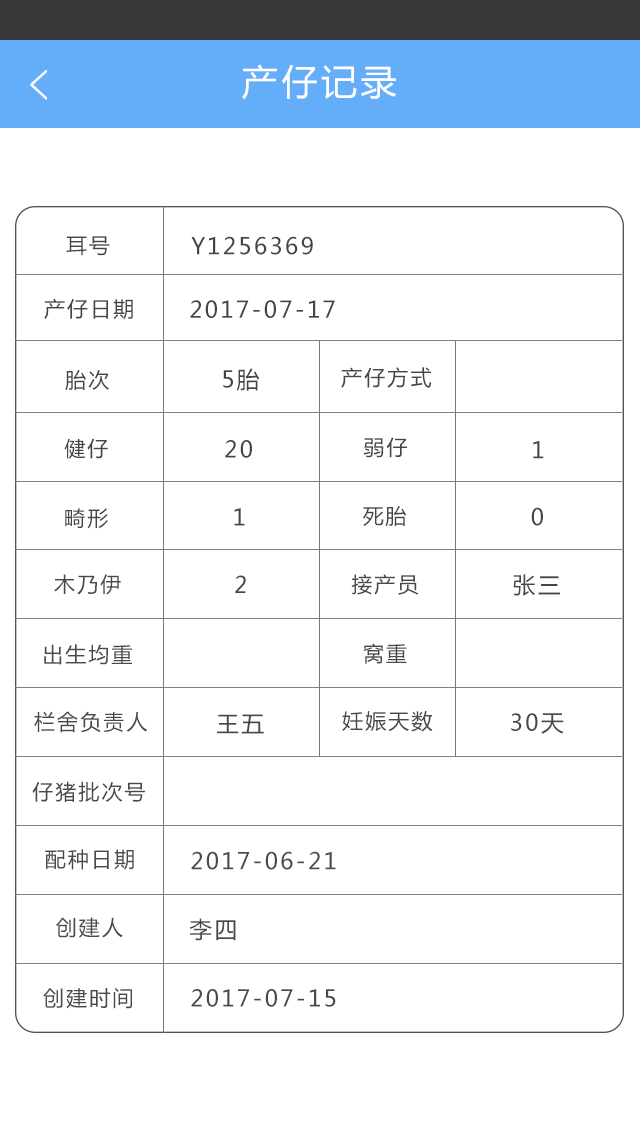 产仔记录
耳号 Y1256369
产仔日期 2017-07-17
胎次 5胎 产仔方式
健仔 20 弱仔 1
畸形 1 死胎 0
木乃伊 2 接产员 张三
出生均重 窝重
栏舍负责人 王五 妊娠天数 30天
仔猪批次号
配种日期 2017-06-21
创建人 李四
创建时间 2017-07-15